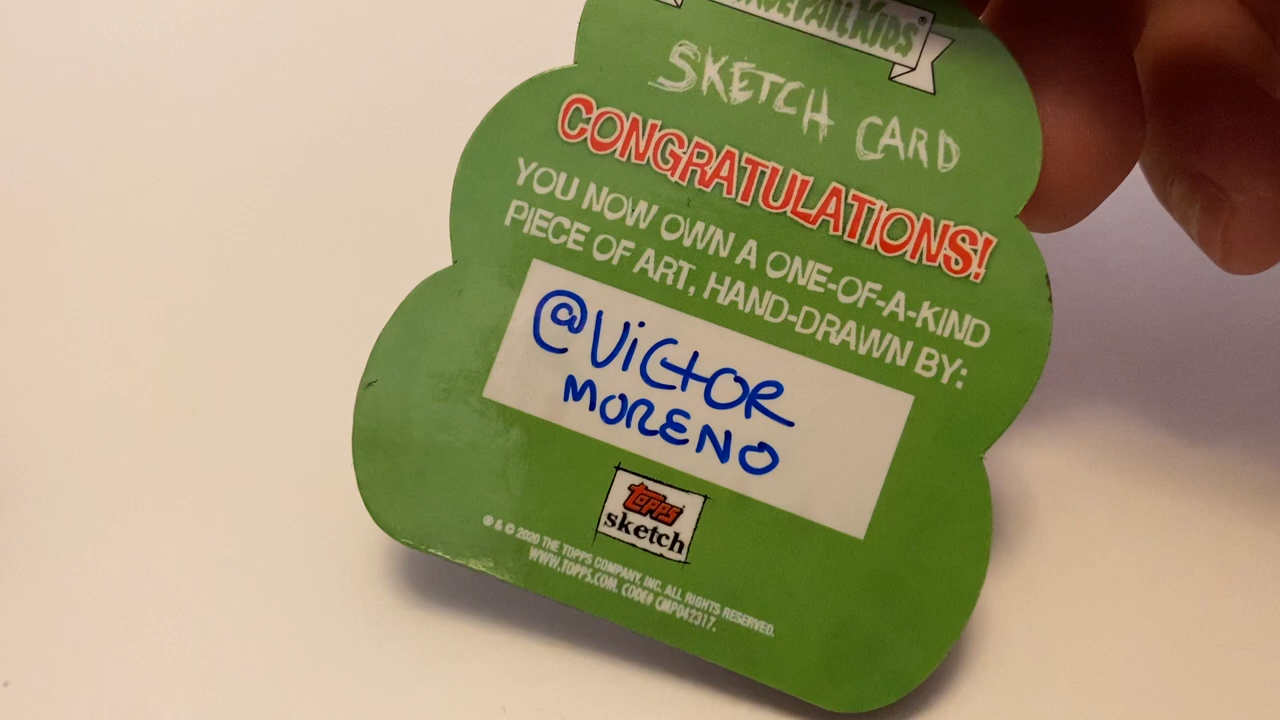 SKETCH CARD
CONGRATULATIONS!
YOU NOW OWN A ONE-OF-A-KIND
PIECE OF ART, HAND-DRAWN BY:
@VICTOR
MORENO
TOPPS
sketch
® & © 2020 THE TOPPS COMPANY, INC. ALL RIGHTS RESERVED.
WWW.TOPPS.COM. CODE# CMP042317.